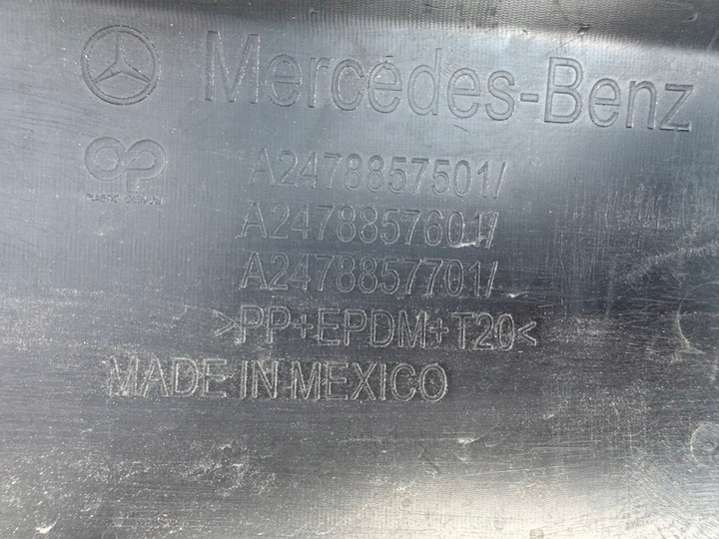 Mercedes-Benz
A2478857501/
A2478857601/
A2478857701/
>PP+EPDM+T20<
MADE IN MEXICO